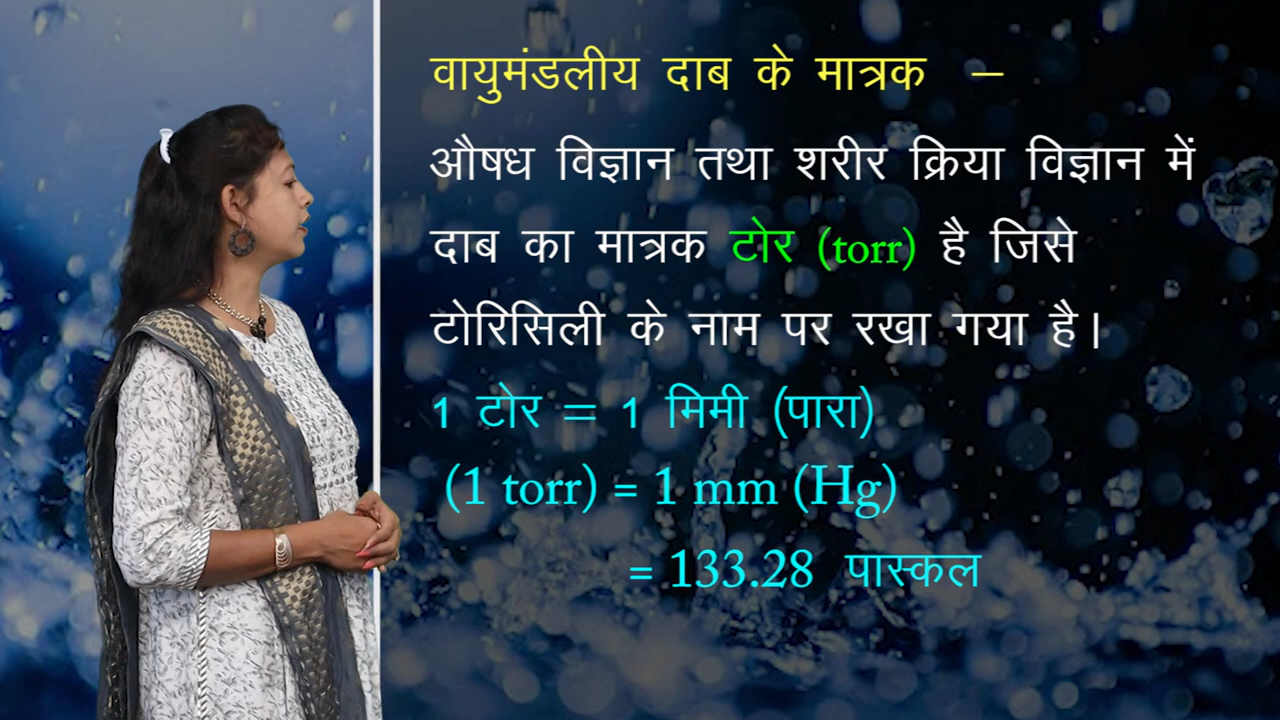 वायुमंडलीय दाब के मात्रक –
औषध विज्ञान तथा शरीर क्रिया विज्ञान में
दाब का मात्रक टोर (torr) है जिसे
टोरिसिली के नाम पर रखा गया है।
1 टोर = 1 मिमी (पारा)
(1 torr) = 1 mm (Hg)
= 133.28 पास्कल